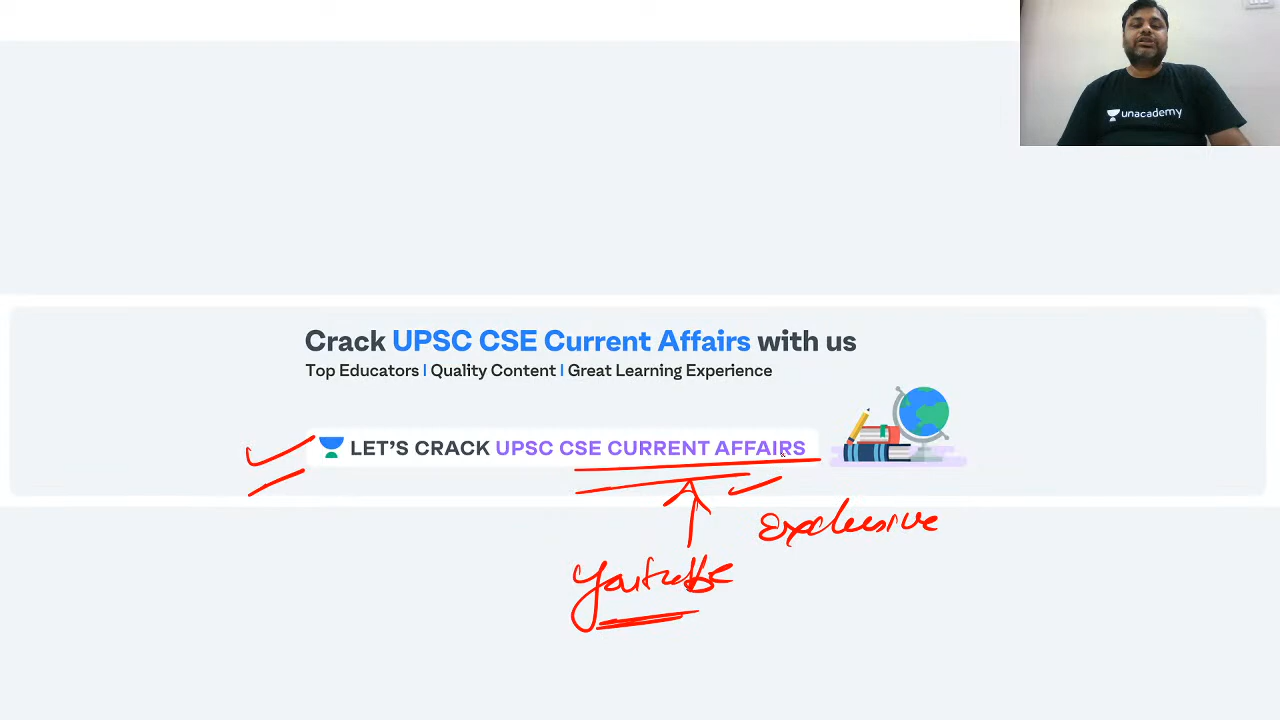 unacademy
Crack UPSC CSE Current Affairs with us
Top Educators | Quality Content | Great Learning Experience
LET'S CRACK UPSC CSE CURRENT AFFAIRS
exclusive
Youtube